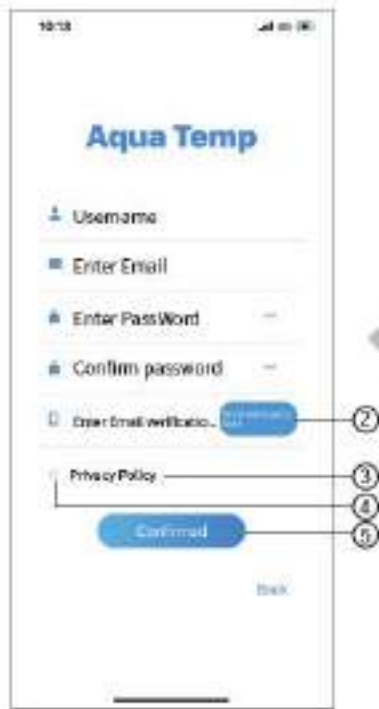 10:13
Aqua Temp
Username
Enter Email
Enter PassWord
Confirm password
Enter Email verificatio...
②
Privacy Policy
③
④
Confirmed
⑤
Back